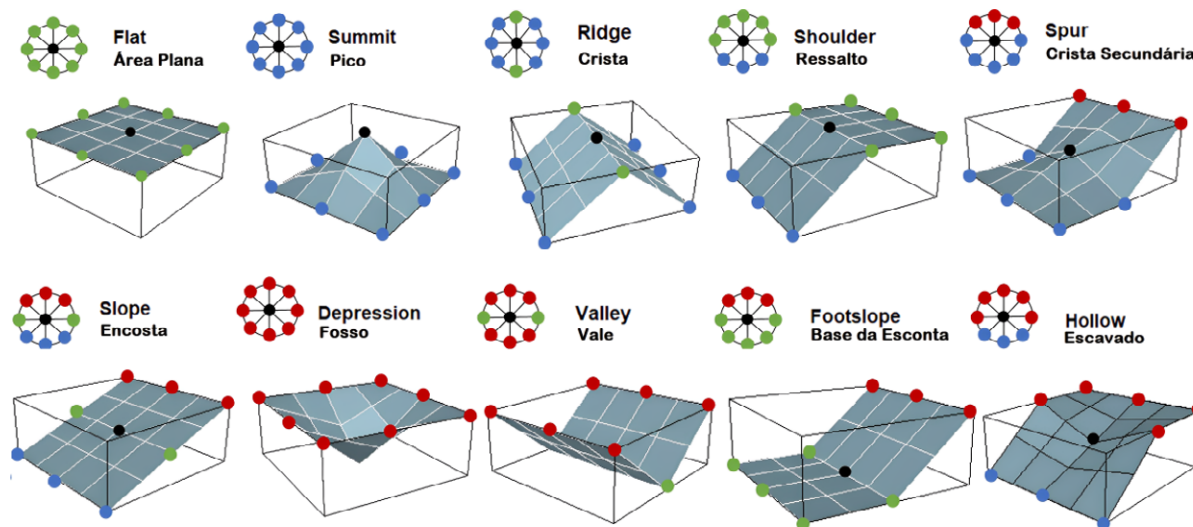 Flat
Área Plana
Summit
Pico
Ridge
Crista
Shoulder
Ressalto
Spur
Crista Secundária
Slope
Encosta
Depression
Fosso
Valley
Vale
Footslope
Base da Esconta
Hollow
Escavado